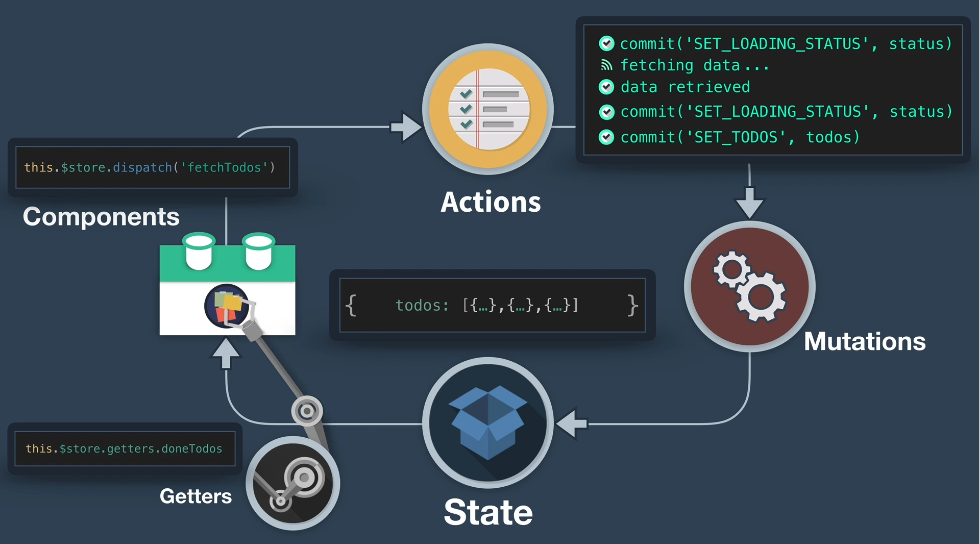 commit('SET_LOADING_STATUS', status)
fetching data...
data retrieved
commit('SET_LOADING_STATUS', status)
commit('SET_TODOS', todos)
this.$store.dispatch('fetchTodos')
Components
Actions
{ todos: [{…},{…},{…}] }
Mutations
this.$store.getters.doneTodos
Getters
State